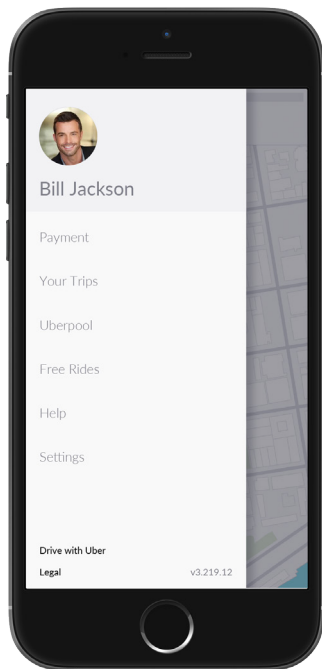 Bill Jackson
Payment
Your Trips
Uberpool
Free Rides
Help
Settings
Drive with Uber
Legal v3.219.12